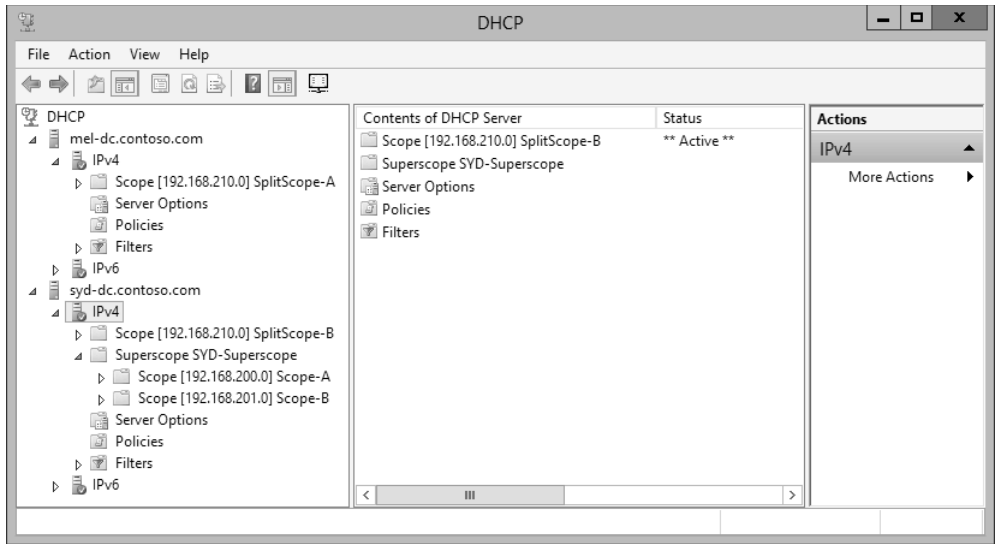 DHCP
File Action View Help
DHCP
mel-dc.contoso.com
IPv4
Scope [192.168.210.0] SplitScope-A
Server Options
Policies
Filters
IPv6
syd-dc.contoso.com
IPv4
Scope [192.168.210.0] SplitScope-B
Superscope SYD-Superscope
Scope [192.168.200.0] Scope-A
Scope [192.168.201.0] Scope-B
Server Options
Policies
Filters
IPv6
Contents of DHCP Server Status
Scope [192.168.210.0] SplitScope-B ** Active **
Superscope SYD-Superscope
Server Options
Policies
Filters
Actions
IPv4
More Actions